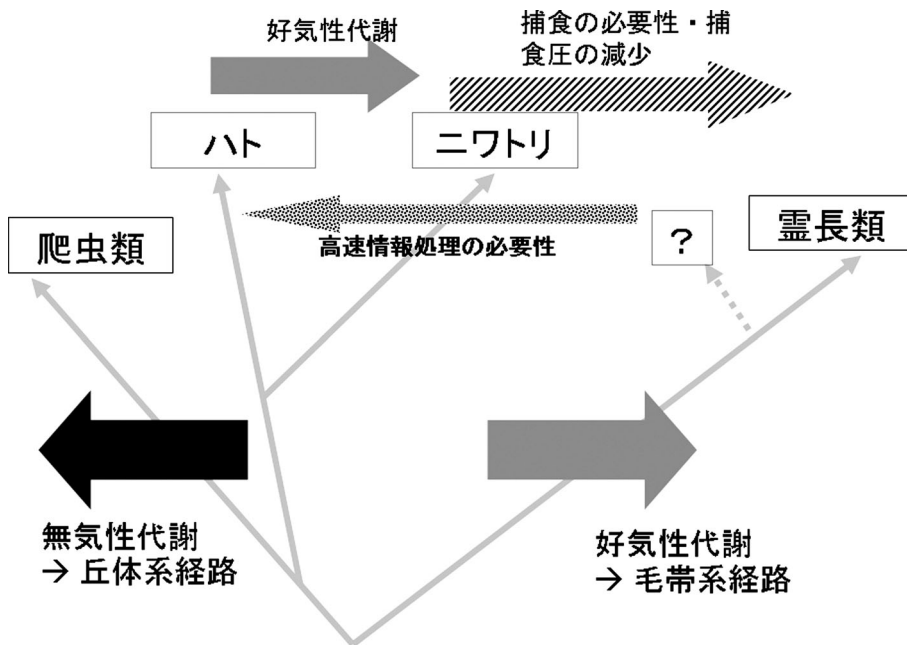 好気性代謝
捕食の必要性・捕
食圧の減少
ハト
ニワトリ
爬虫類
高速情報処理の必要性
?
霊長類
無気性代謝
→ 丘体系経路
好気性代謝
→ 毛帯系経路